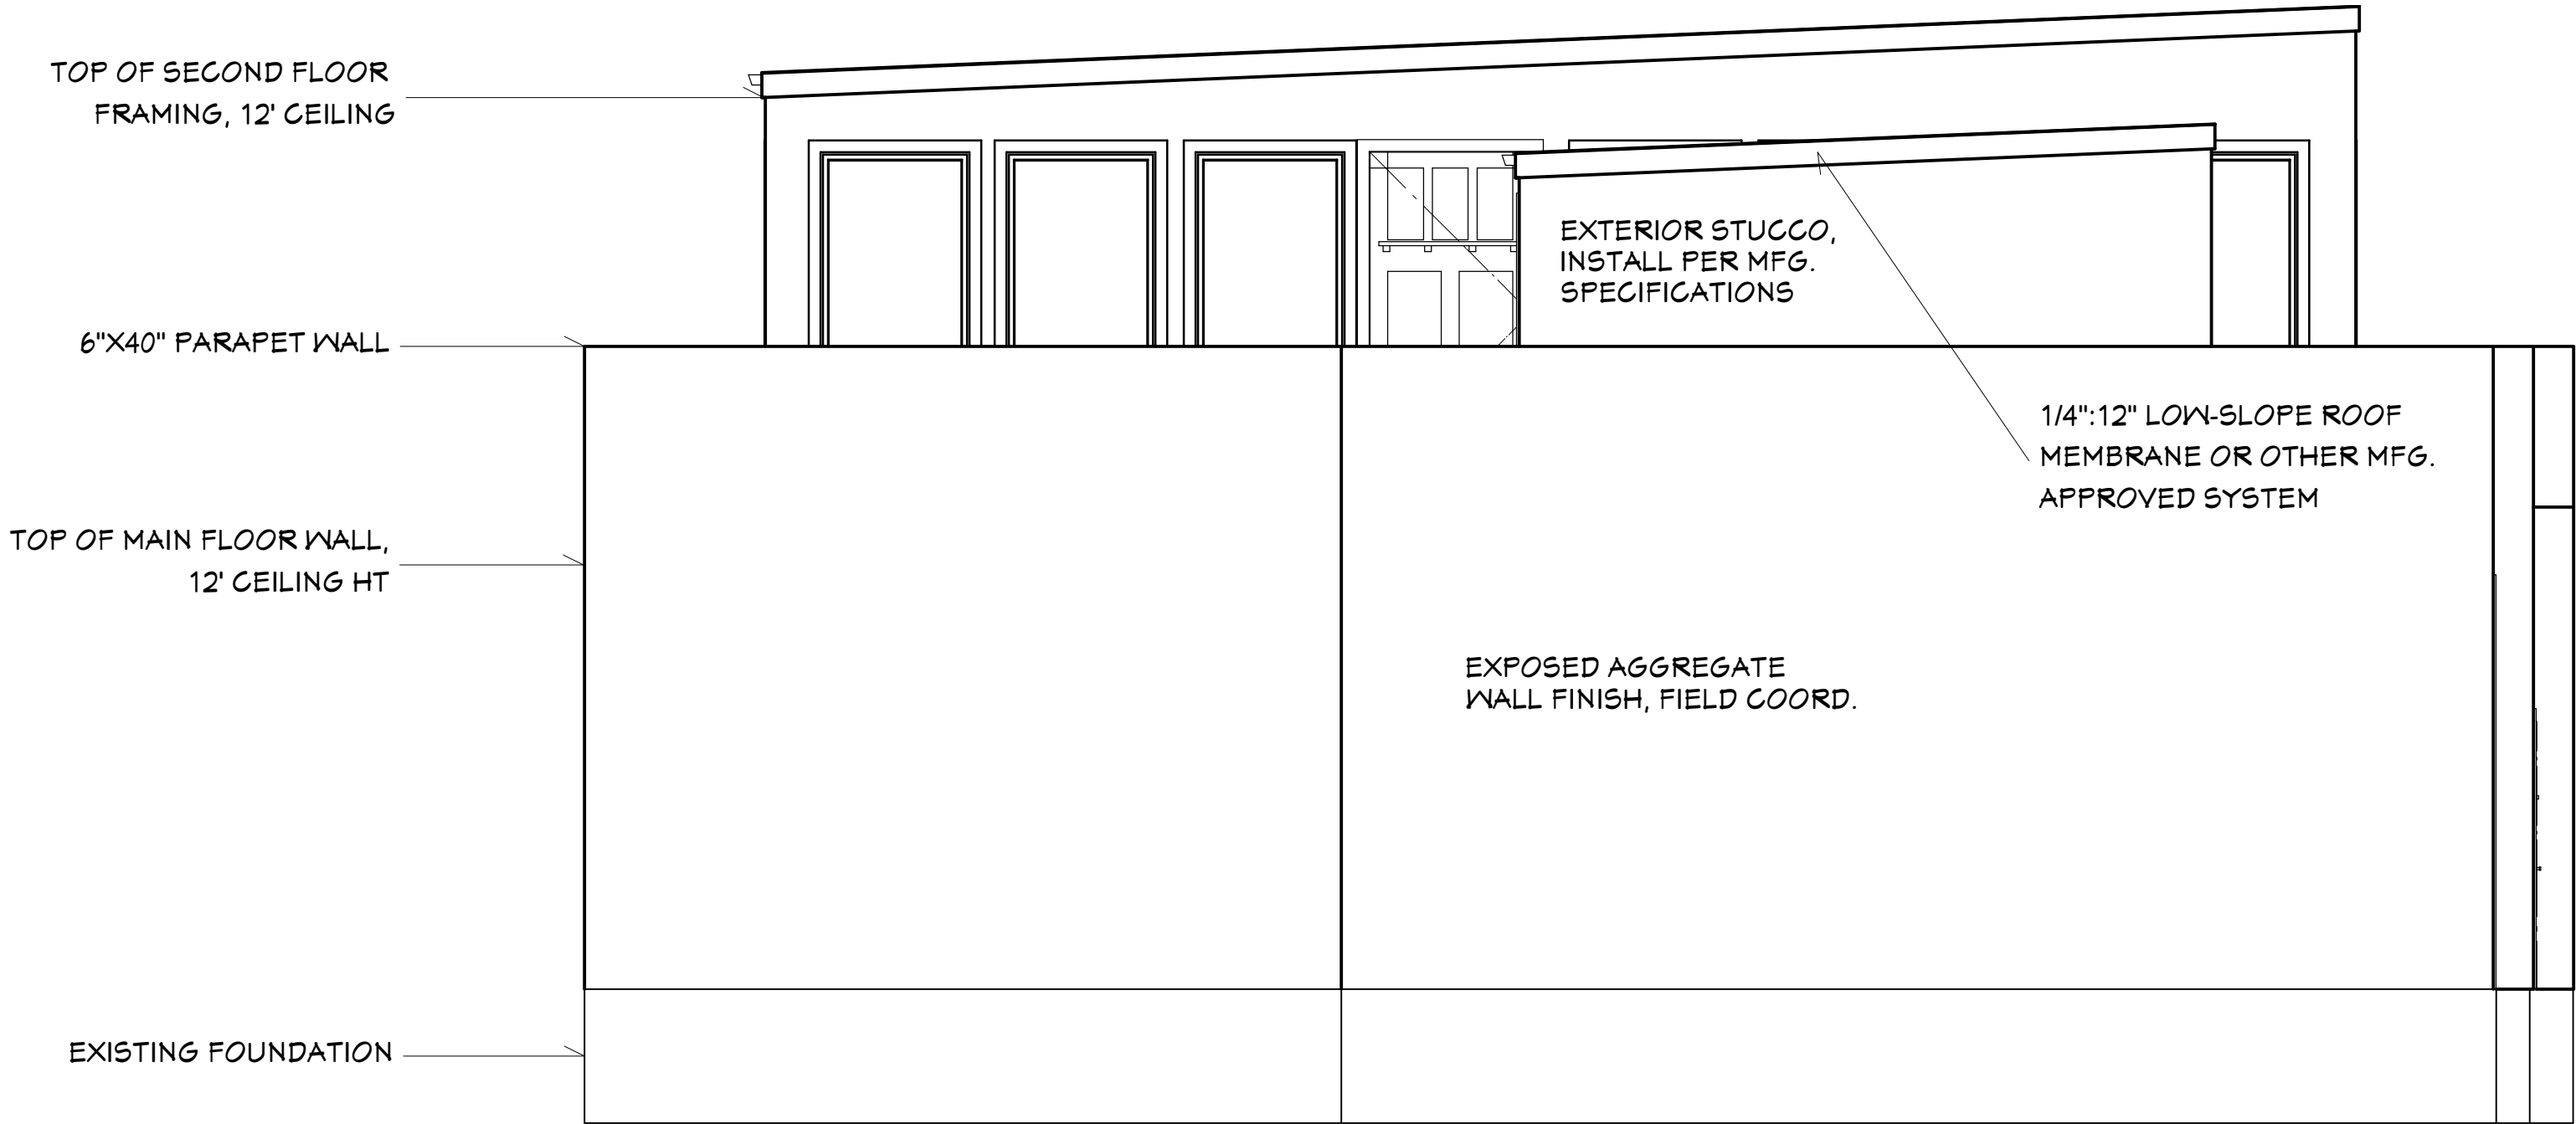 TOP OF SECOND FLOOR
FRAMING, 12' CEILING
EXTERIOR STUCCO,
INSTALL PER MFG.
SPECIFICATIONS
6"X40" PARAPET WALL
1/4":12" LOW-SLOPE ROOF
MEMBRANE OR OTHER MFG.
APPROVED SYSTEM
TOP OF MAIN FLOOR WALL,
12' CEILING HT
EXPOSED AGGREGATE
WALL FINISH, FIELD COORD.
EXISTING FOUNDATION